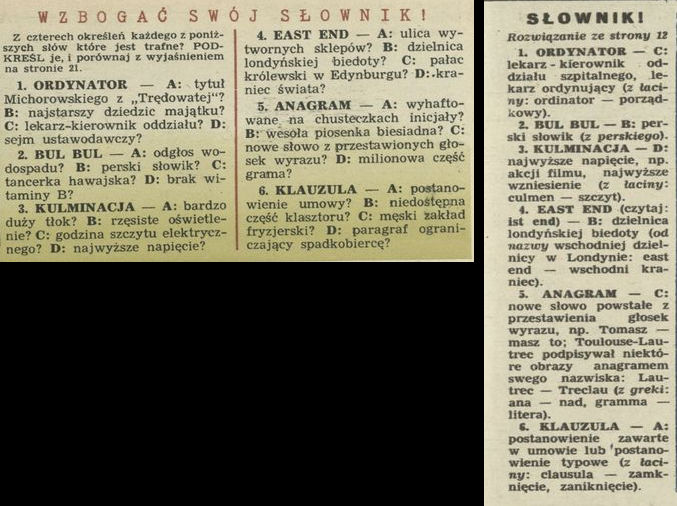 WZBOGAĆ SWÓJ SŁOWNIK!
Z czterech określeń każdego z poniż-
szych słów które jest trafne? POD-
KREŚL je, i porównaj z wyjaśnieniem
na stronie 21.
1. ORDYNATOR — A: tytuł
Michorowskiego z „Trędowatej"?
B: najstarszy dziedzic majątku?
C: lekarz-kierownik oddziału? D:
sejm ustawodawczy?
2. BUL BUL — A: odgłos wo-
dospadu? B: perski słowik? C:
tancerka hawajska? D: brak wi-
taminy B?
3. KULMINACJA — A: bardzo
duży tłok? B: rzęsiste oświetle-
nie? C: godzina szczytu elektrycz-
nego? D: najwyższe napięcie?
4. EAST END — A: ulica wy-
twornych sklepów? B: dzielnica
londyńskiej biedoty? C: pałac
królewski w Edynburgu? D: kra-
niec świata?
5. ANAGRAM — A: wyhafto-
wane na chusteczkach inicjały?
B: wesoła piosenka biesiadna? C:
nowe słowo z przestawionych gło-
sek wyrazu? D: milionowa część
grama?
6. KLAUZULA — A: postano-
wienie umowy? B: niedostępna
część klasztoru? C: męski zakład
fryzjerski? D: paragraf ograni-
czający spadkobiercę?
SŁOWNIK!
Rozwiązanie ze strony 12
1. ORDYNATOR — C:
lekarz - kierownik od-
działu szpitalnego, le-
karz ordynujący (z łaci-
ny: ordinator — porząd-
kowy).
2. BUL BUL — B: per-
ski słowik (z perskiego).
3. KULMINACJA — D:
najwyższe napięcie, np.
akcji filmu, najwyższe
wzniesienie (z łaciny:
culmen — szczyt).
4. EAST END (czytaj:
ist end) — B: dzielnica
londyńskiej biedoty (od
nazwy wschodniej dziel-
nicy w Londynie: east
end — wschodni kra-
niec).
5. ANAGRAM — C:
nowe słowo powstałe z
przestawienia głosek
wyrazu, np. Tomasz —
masz to; Toulouse-Lau-
trec podpisywał niektó-
re obrazy anagramem
swego nazwiska: Lau-
trec — Treclau (z greki:
ana — nad, gramma —
litera).
6. KLAUZULA — A:
postanowienie zawarte
w umowie lub postano-
wienie typowe (z łaci-
ny: clausula — zamk-
nięcie, zaniknięcie).